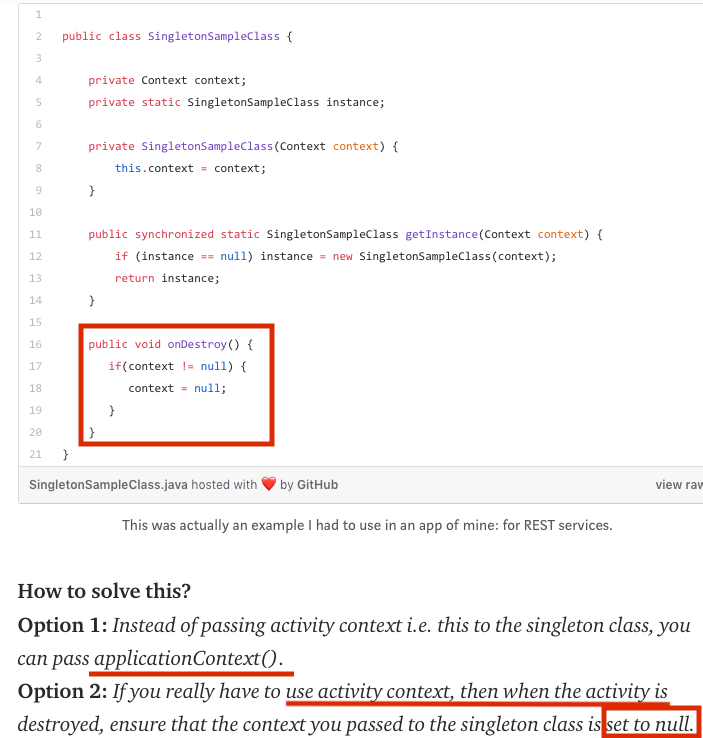 1
2 public class SingletonSampleClass {
3
4 private Context context;
5 private static SingletonSampleClass instance;
6
7 private SingletonSampleClass(Context context) {
8 this.context = context;
9 }
10
11 public synchronized static SingletonSampleClass getInstance(Context context) {
12 if (instance == null) instance = new SingletonSampleClass(context);
13 return instance;
14 }
15
16 public void onDestroy() {
17 if(context != null) {
18 context = null;
19 }
20 }
21 }
SingletonSampleClass.java hosted with ❤ by GitHub view raw
This was actually an example I had to use in an app of mine: for REST services.
How to solve this?
Option 1: Instead of passing activity context i.e. this to the singleton class, you
can pass applicationContext().
Option 2: If you really have to use activity context, then when the activity is
destroyed, ensure that the context you passed to the singleton class is set to null.